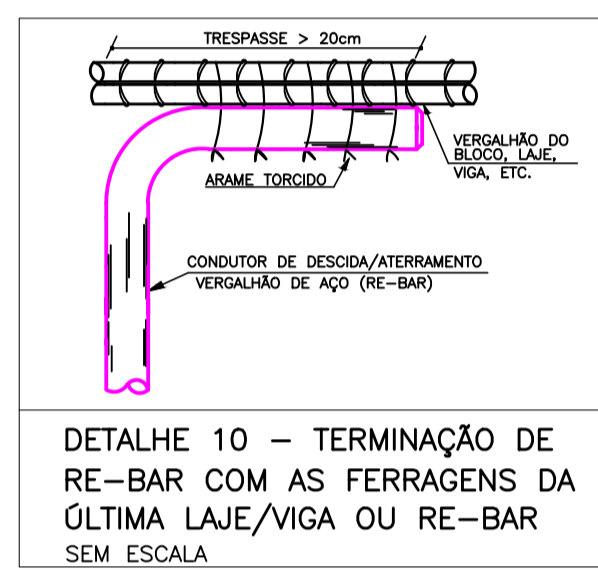 TRESPASSE > 20cm
VERGALHÃO DO
BLOCO, LAJE,
VIGA, ETC.
ARAME TORCIDO
CONDUTOR DE DESCIDA/ATERRAMENTO
VERGALHÃO DE AÇO (RE-BAR)
DETALHE 10 - TERMINAÇÃO DE
RE-BAR COM AS FERRAGENS DA
ÚLTIMA LAJE/VIGA OU RE-BAR
SEM ESCALA